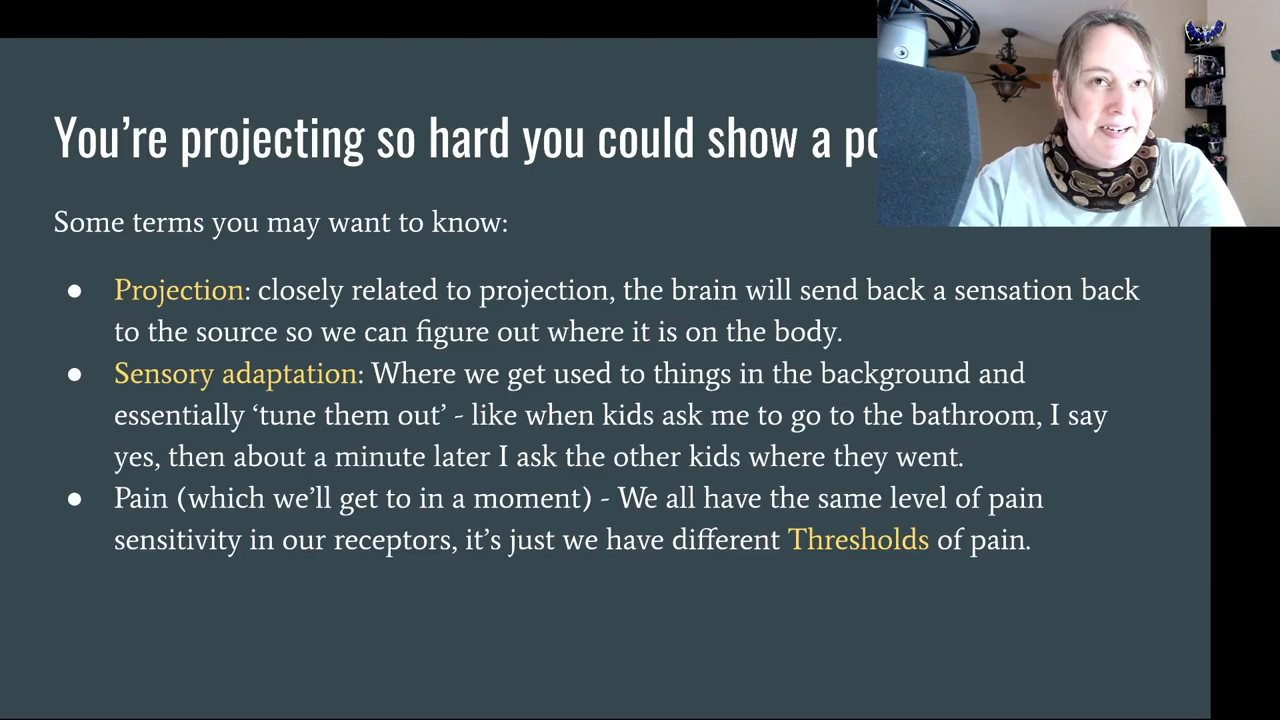 You're projecting so hard you could show a
Some terms you may want to know:
● Projection: closely related to projection, the brain will send back a sensation back
to the source so we can figure out where it is on the body.
● Sensory adaptation: Where we get used to things in the background and
essentially ‘tune them out’ - like when kids ask me to go to the bathroom, I say
yes, then about a minute later I ask the other kids where they went.
● Pain (which we’ll get to in a moment) - We all have the same level of pain
sensitivity in our receptors, it’s just we have different Thresholds of pain.